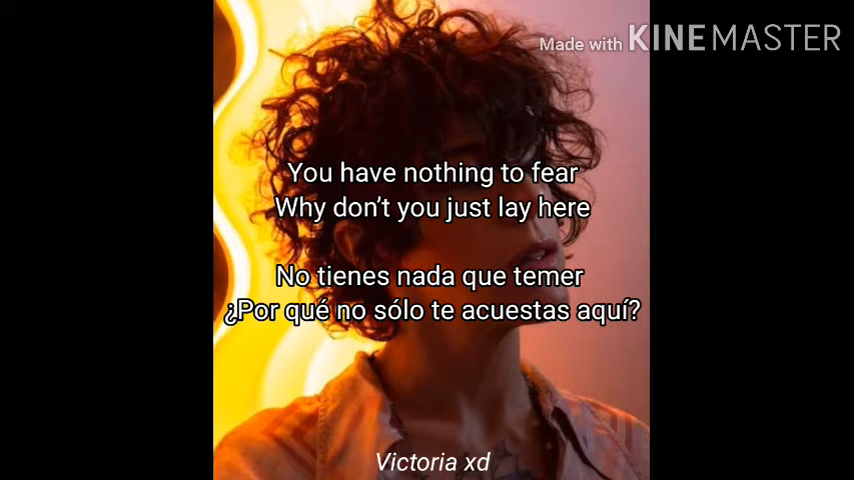 Made with KINEMASTER
You have nothing to fear
Why don’t you just lay here
No tienes nada que temer
¿Por qué no sólo te acuestas aquí?
Victoria xd